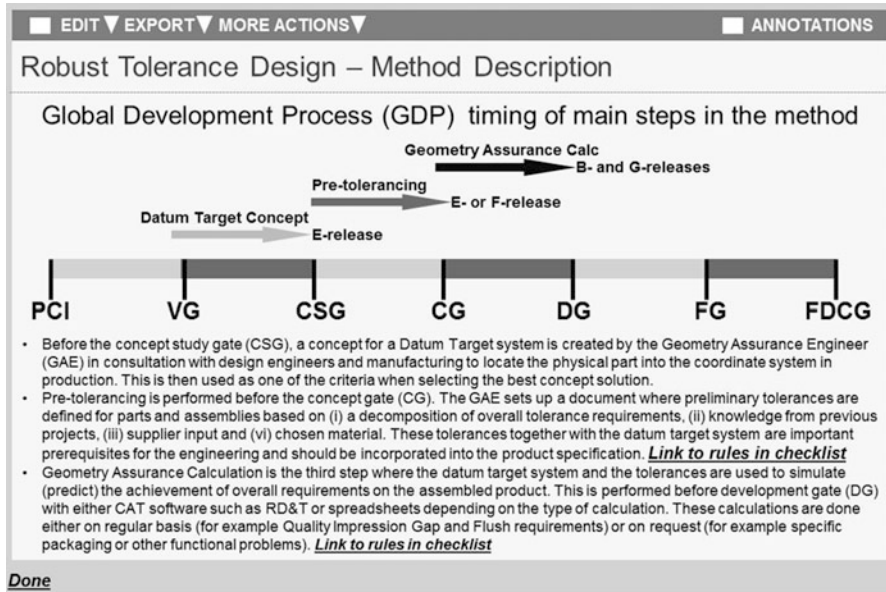 EDIT EXPORT MORE ACTIONS ANNOTATIONS
Robust Tolerance Design – Method Description
Global Development Process (GDP) timing of main steps in the method
Geometry Assurance Calc
B- and G-releases
Pre-tolerancing
E- or F-release
Datum Target Concept
E-release
PCI VG CSG CG DG FG FDCG
• Before the concept study gate (CSG), a concept for a Datum Target system is created by the Geometry Assurance Engineer
(GAE) in consultation with design engineers and manufacturing to locate the physical part into the coordinate system in
production. This is then used as one of the criteria when selecting the best concept solution.
• Pre-tolerancing is performed before the concept gate (CG). The GAE sets up a document where preliminary tolerances are
defined for parts and assemblies based on (i) a decomposition of overall tolerance requirements, (ii) knowledge from previous
projects, (iii) supplier input and (vi) chosen material. These tolerances together with the datum target system are important
prerequisites for the engineering and should be incorporated into the product specification. Link to rules in checklist
• Geometry Assurance Calculation is the third step where the datum target system and the tolerances are used to simulate
(predict) the achievement of overall requirements on the assembled product. This is performed before development gate (DG)
with either CAT software such as RD&T or spreadsheets depending on the type of calculation. These calculations are done
either on regular basis (for example Quality Impression Gap and Flush requirements) or on request (for example specific
packaging or other functional problems). Link to rules in checklist
Done